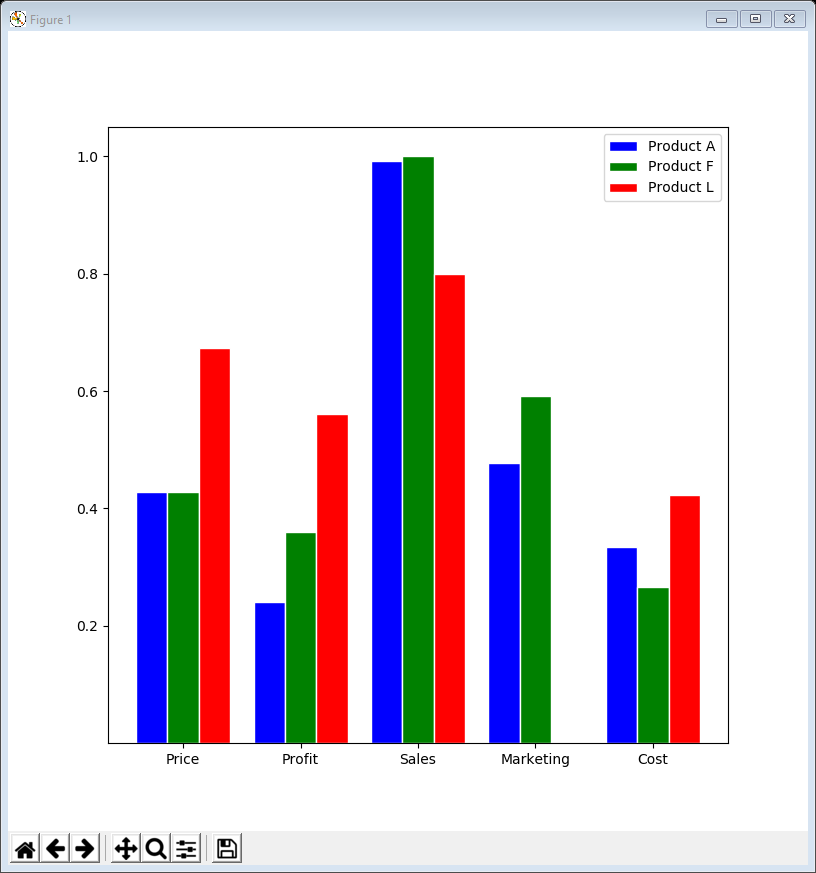 Figure 1
Product A
Product F
Product L
1.0
0.8
0.6
0.4
0.2
Price Profit Sales Marketing Cost